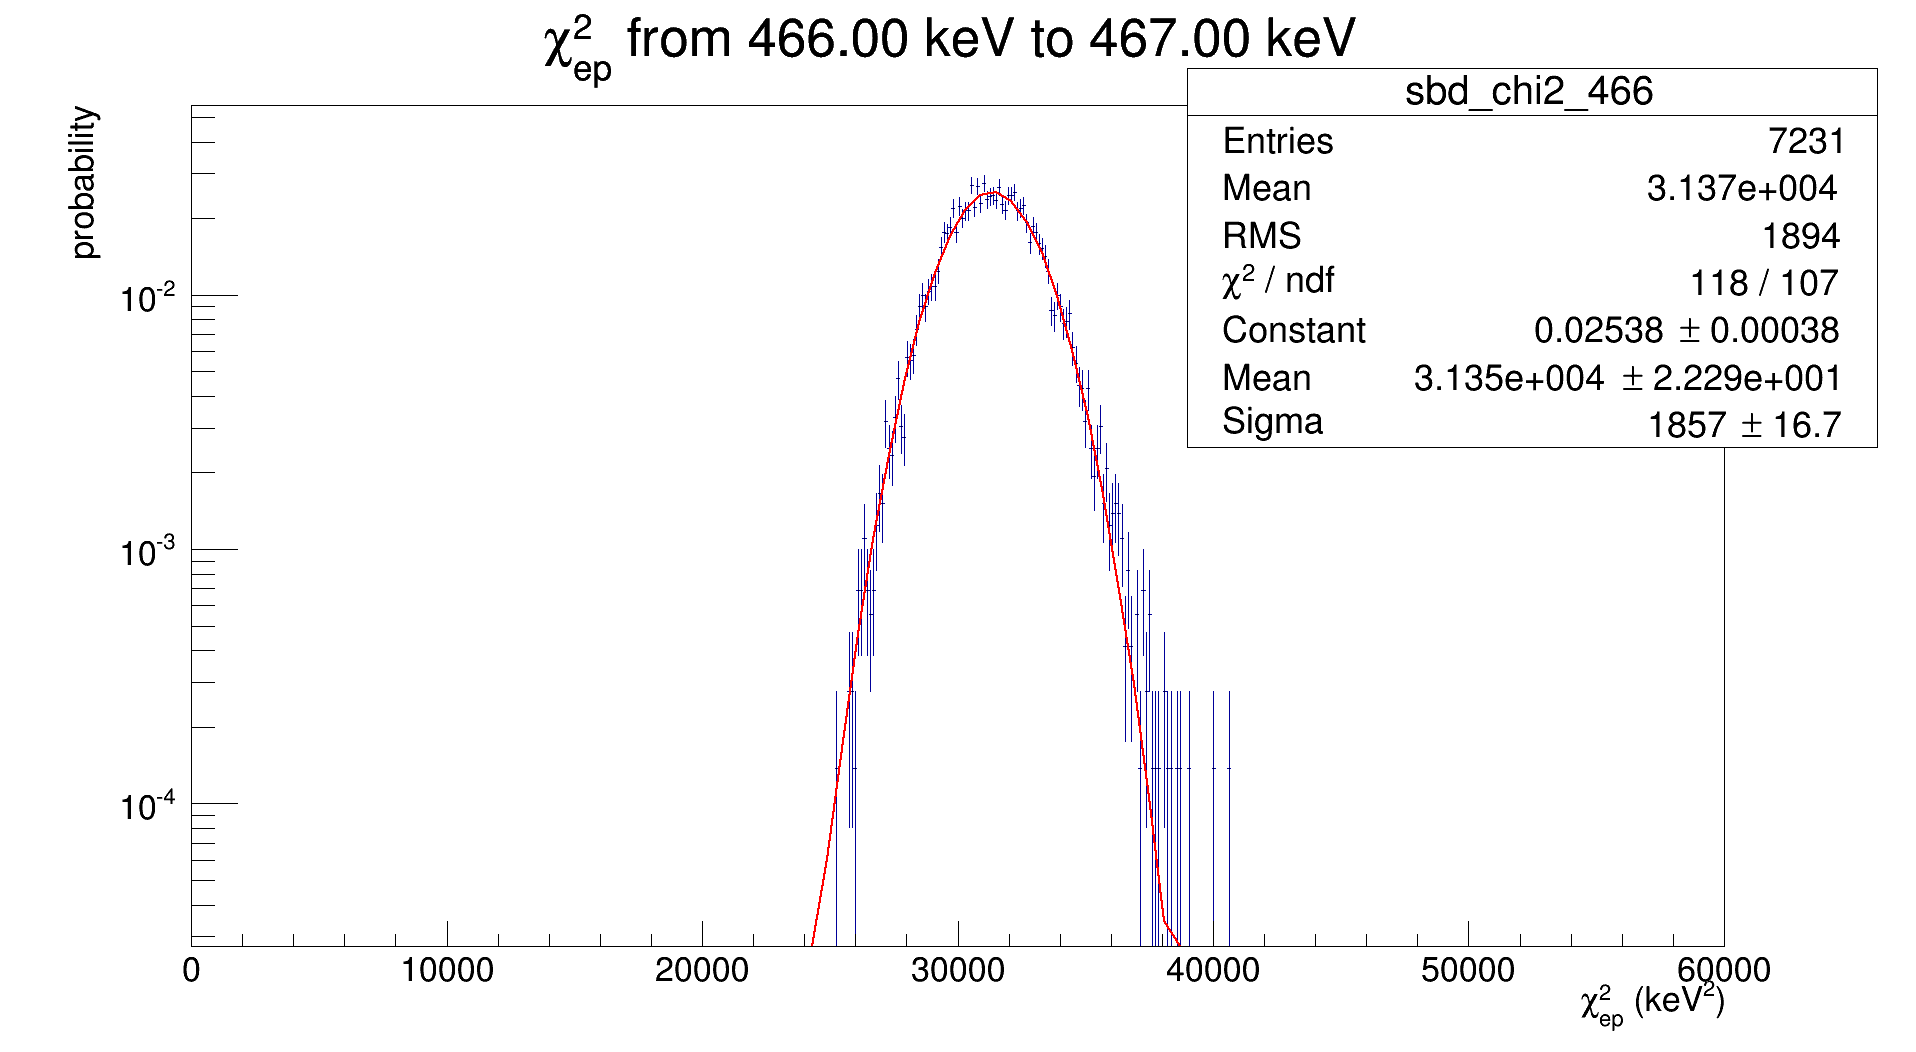 χ²ep from 466.00 keV to 467.00 keV
sbd_chi2_466
Entries 7231
Mean 3.137e+004
RMS 1894
χ² / ndf 118 / 107
Constant 0.02538 ± 0.00038
Mean 3.135e+004 ± 2.229e+001
Sigma 1857 ± 16.7
probability
10⁻²
10⁻³
10⁻⁴
0 10000 20000 30000 40000 50000 60000
χ²ep (keV²)